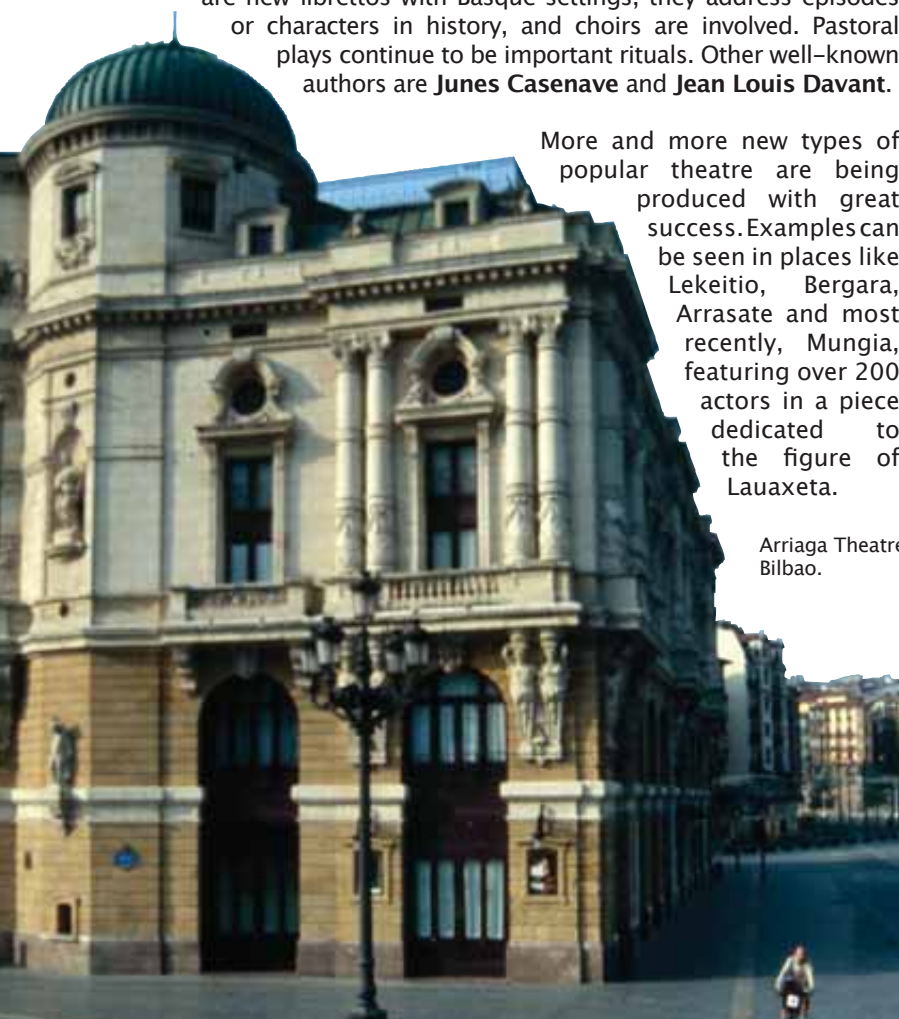 are new librettos with Basque settings, they address episodes
or characters in history, and choirs are involved. Pastoral
plays continue to be important rituals. Other well-known
authors are Junes Casenave and Jean Louis Davant.
More and more new types of
popular theatre are being
produced with great
success. Examples can
be seen in places like
Lekeitio, Bergara,
Arrasate and most
recently, Mungia,
featuring over 200
actors in a piece
dedicated to
the figure of
Lauaxeta.
Arriaga Theatre
Bilbao.